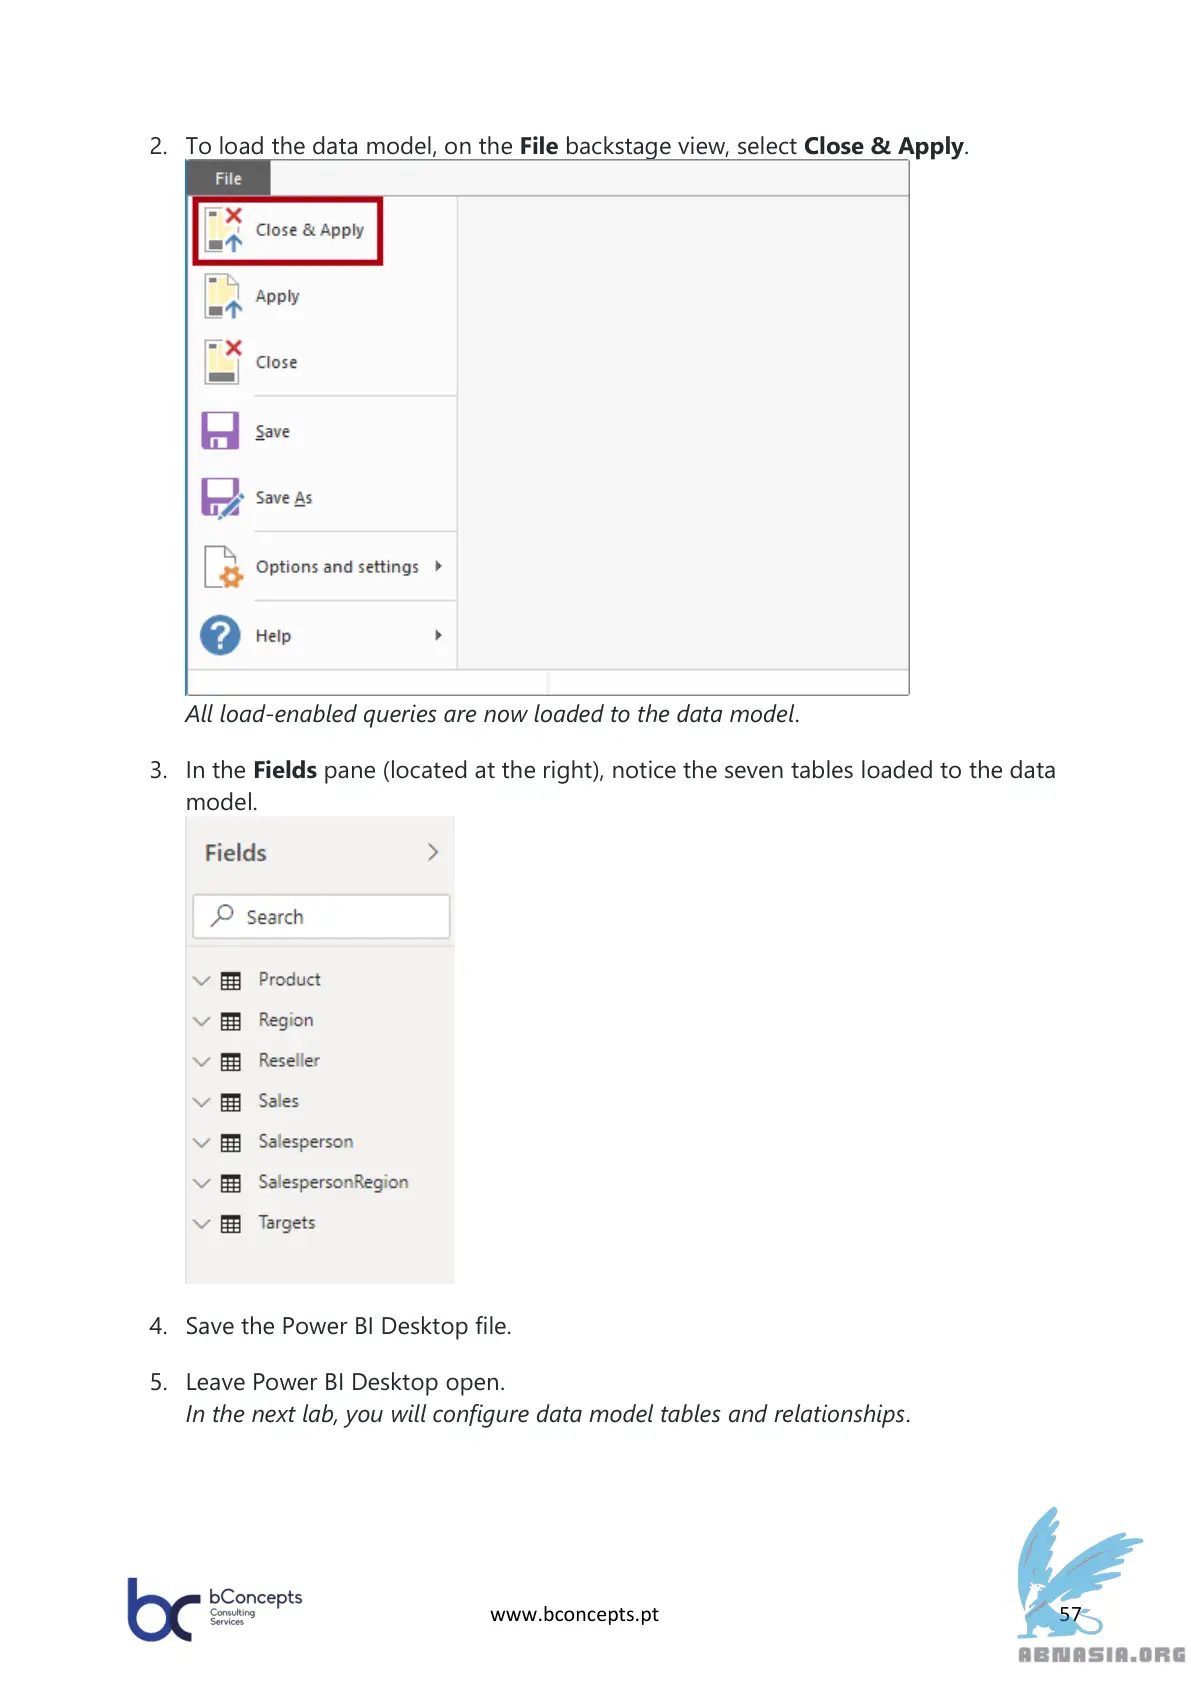 2. To load the data model, on the File backstage view, select Close & Apply.
File
Close & Apply
Apply
Close
Save
Save As
Options and settings
Help
All load-enabled queries are now loaded to the data model.
3. In the Fields pane (located at the right), notice the seven tables loaded to the data
model.
Fields
Search
Product
Region
Reseller
Sales
Salesperson
SalespersonRegion
Targets
4. Save the Power BI Desktop file.
5. Leave Power BI Desktop open.
In the next lab, you will configure data model tables and relationships.
bc bConcepts
Consulting
Services
www.bconcepts.pt
57
ABNASIA.ORG